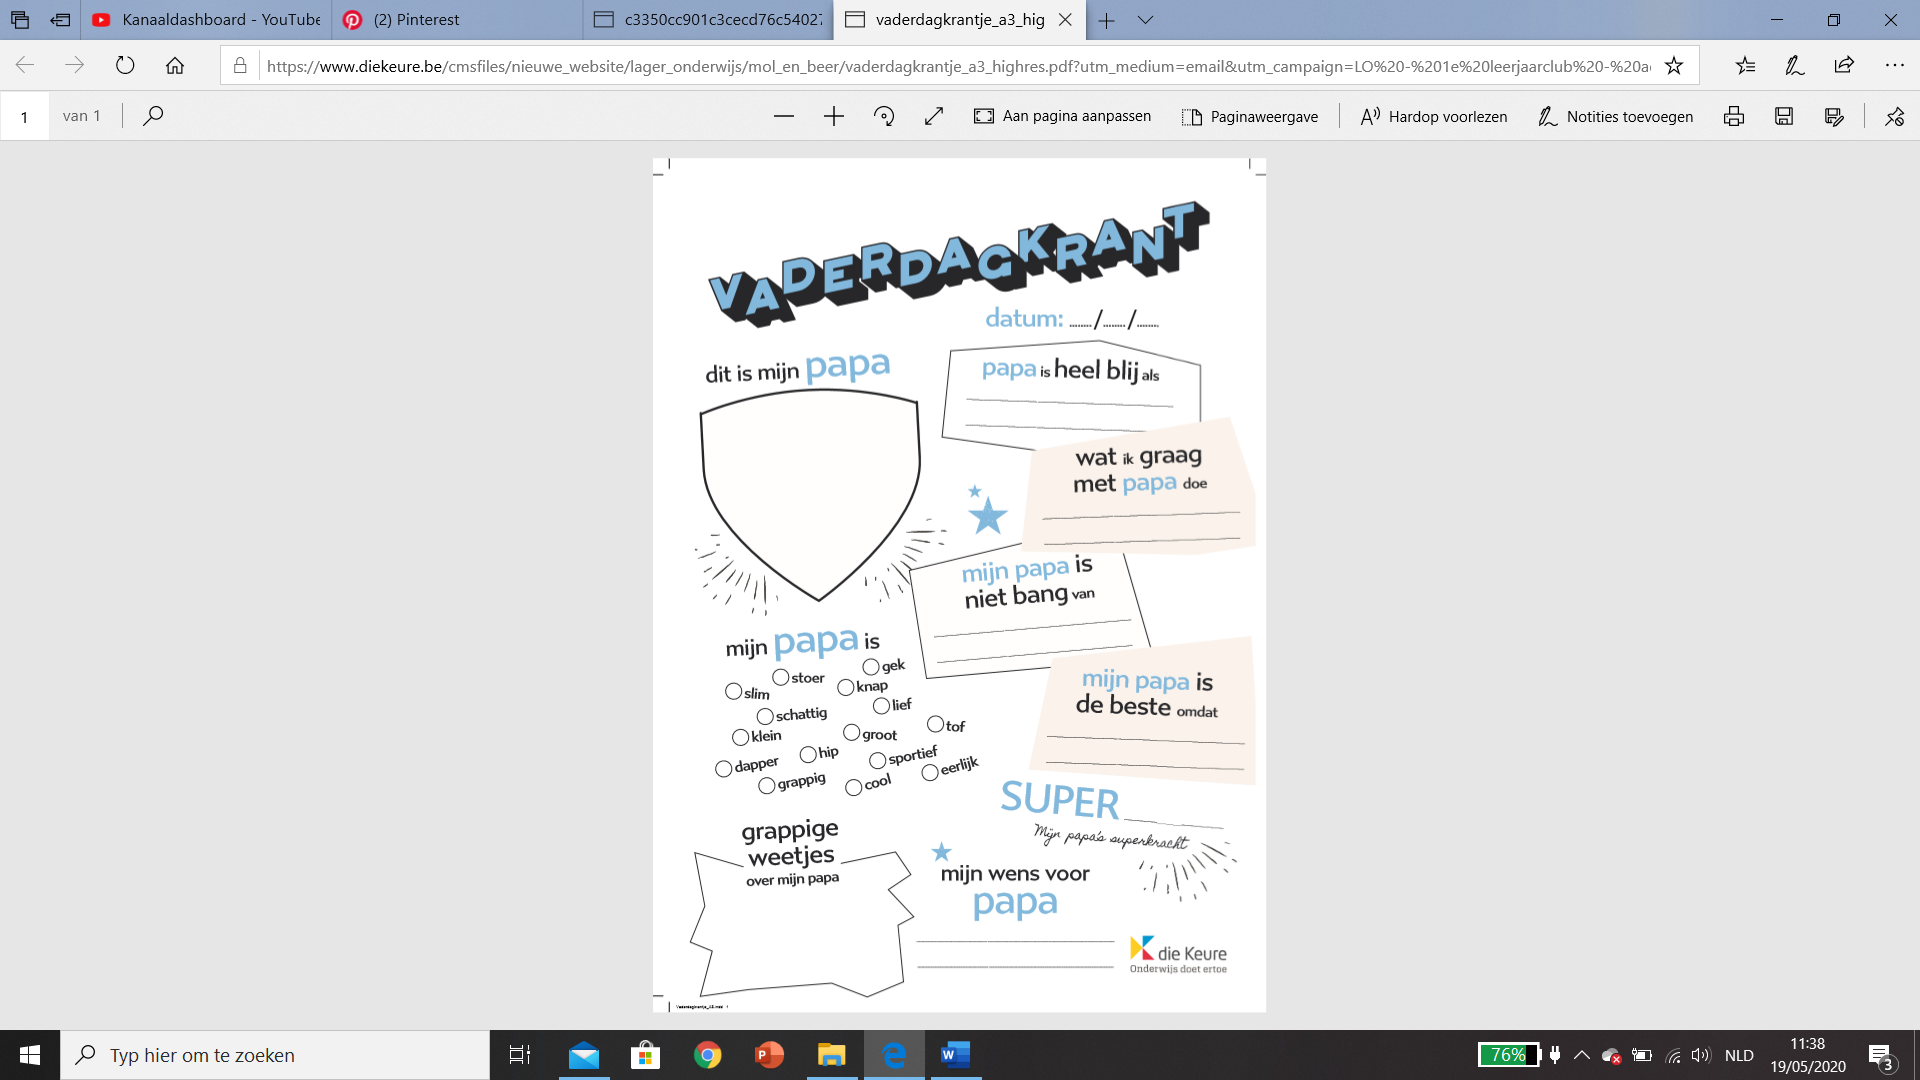 Kanaaldashboard - YouTube
(2) Pinterest
c3350cc901c3cecd76c54027
vaderdagkrantje_a3_hig
https://www.diekeure.be/cmsfiles/nieuwe_website/lager_onderwijs/mol_en_beer/vaderdagkrantje_a3_highres.pdf?utm_medium=email&utm_campaign=LO%20-%201e%20leerjaarclub%20-%20a
1
van 1
Aan pagina aanpassen
Paginaweergave
Hardop voorlezen
Notities toevoegen
VADERDAGKRANT
datum: ......../......../........
dit is mijn papa
papa is heel blij als
wat ik graag
met papa doe
mijn papa is
niet bang van
mijn papa is
gek
stoer
knap
slim
lief
schattig
tof
klein
groot
hip
sportief
dapper
eerlijk
grappig
cool
mijn papa is
de beste omdat
SUPER
Mijn papa's superkracht
grappige
weetjes
over mijn papa
mijn wens voor
papa
die Keure
Onderwijs doet ertoe
Typ hier om te zoeken
76%
NLD
11:38
19/05/2020
3